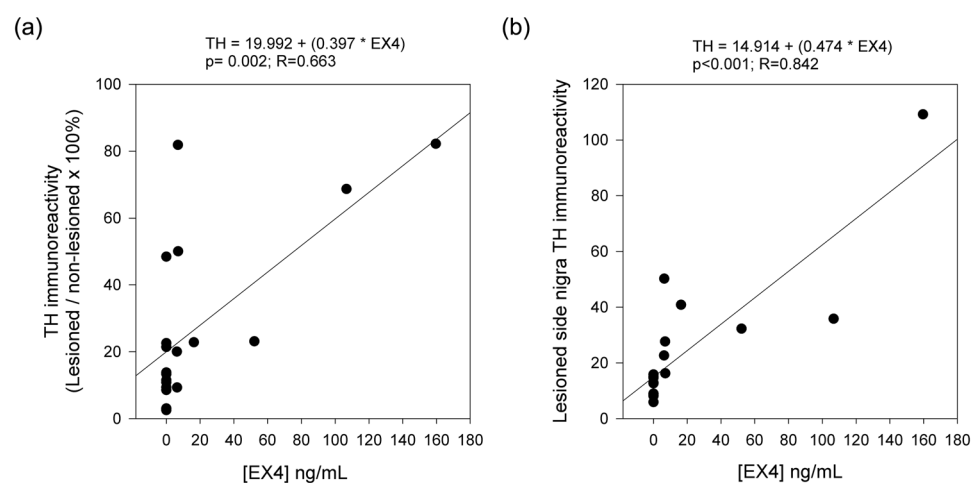 (a)
TH = 19.992 + (0.397 * EX4)
p= 0.002; R=0.663
TH immunoreactivity
(Lesioned / non-lesioned x 100%)
100
80
60
40
20
0
0 20 40 60 80 100 120 140 160 180
[EX4] ng/mL
(b)
TH = 14.914 + (0.474 * EX4)
p<0.001; R=0.842
Lesioned side nigra TH immunoreactivity
120
100
80
60
40
20
0
0 20 40 60 80 100 120 140 160 180
[EX4] ng/mL